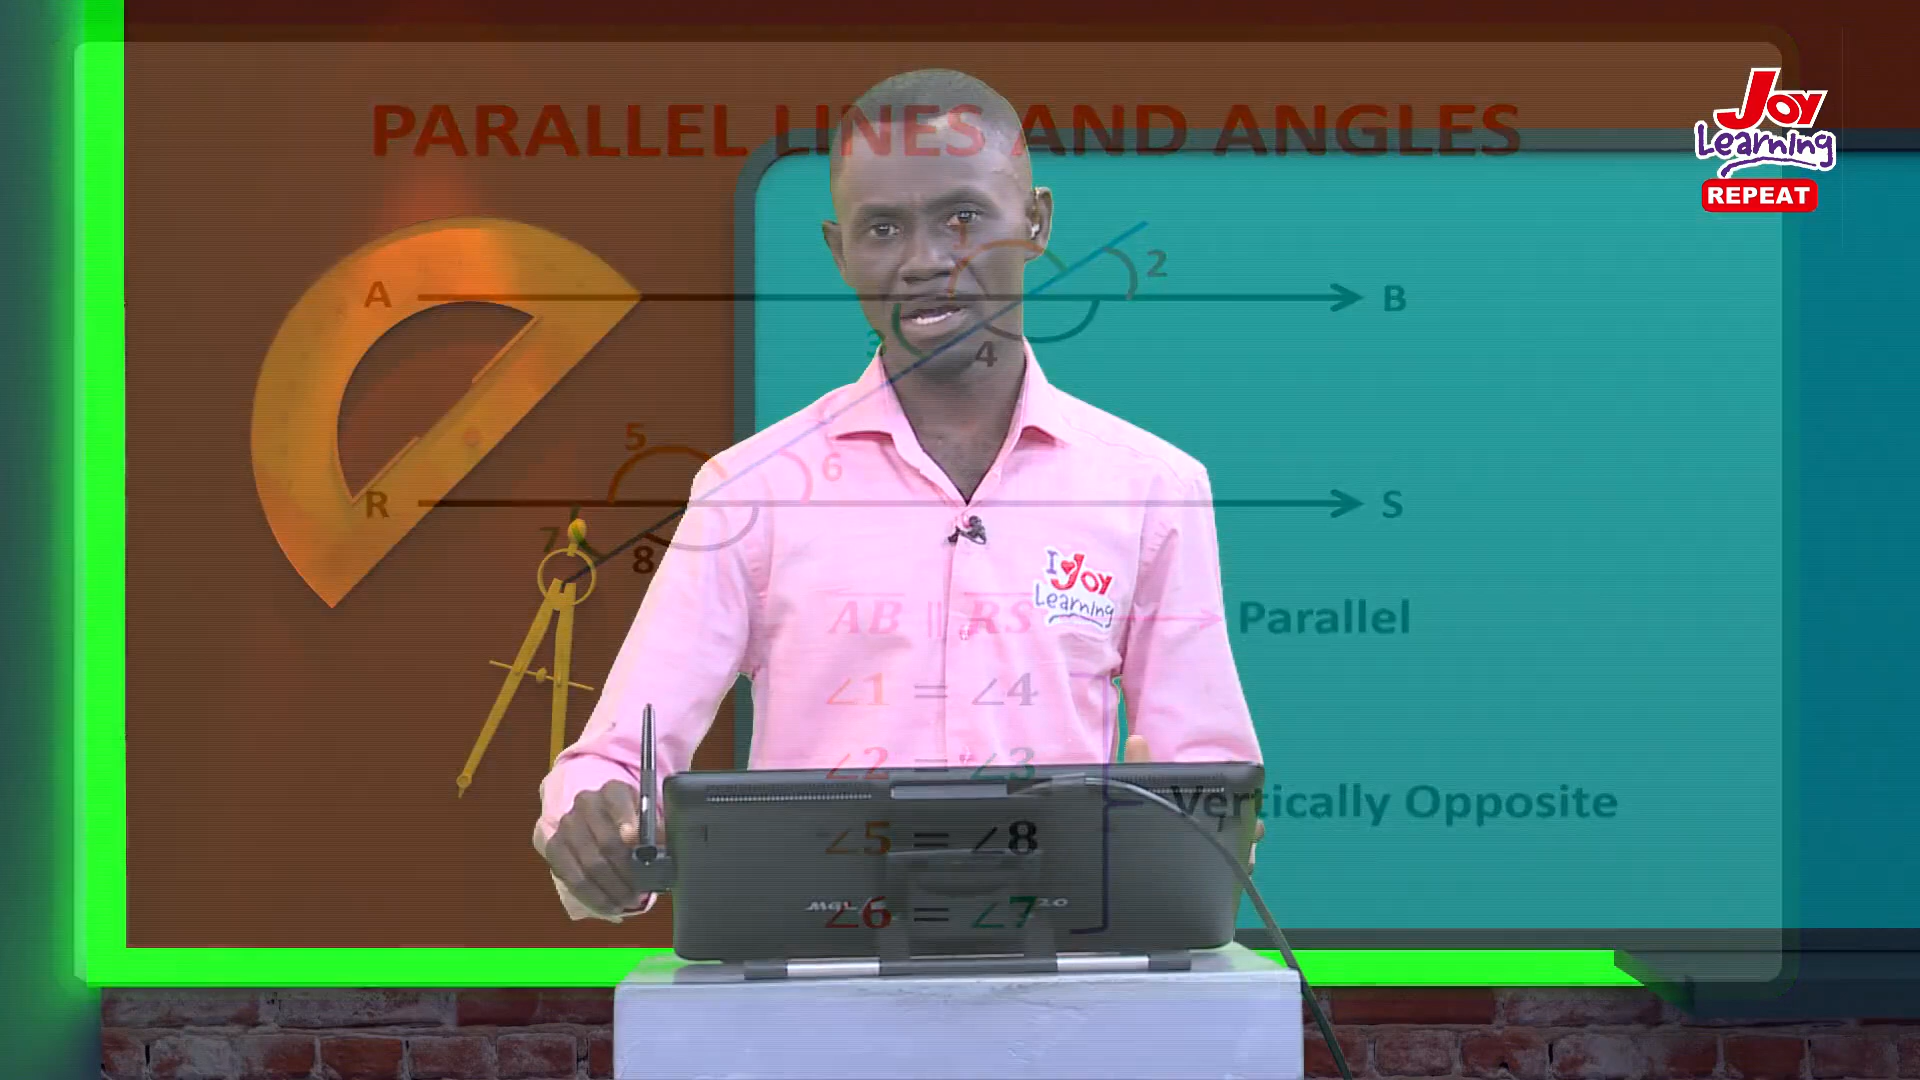 PARALLEL LINES AND ANGLES
Joy
Learning
REPEAT
1
2
A
B
3
4
5
6
R
S
7
8
I
Joy
Learning
AB || RS
Parallel
∠1 = ∠4
∠2 = ∠3
Vertically Opposite
∠5 = ∠8
∠6 = ∠7